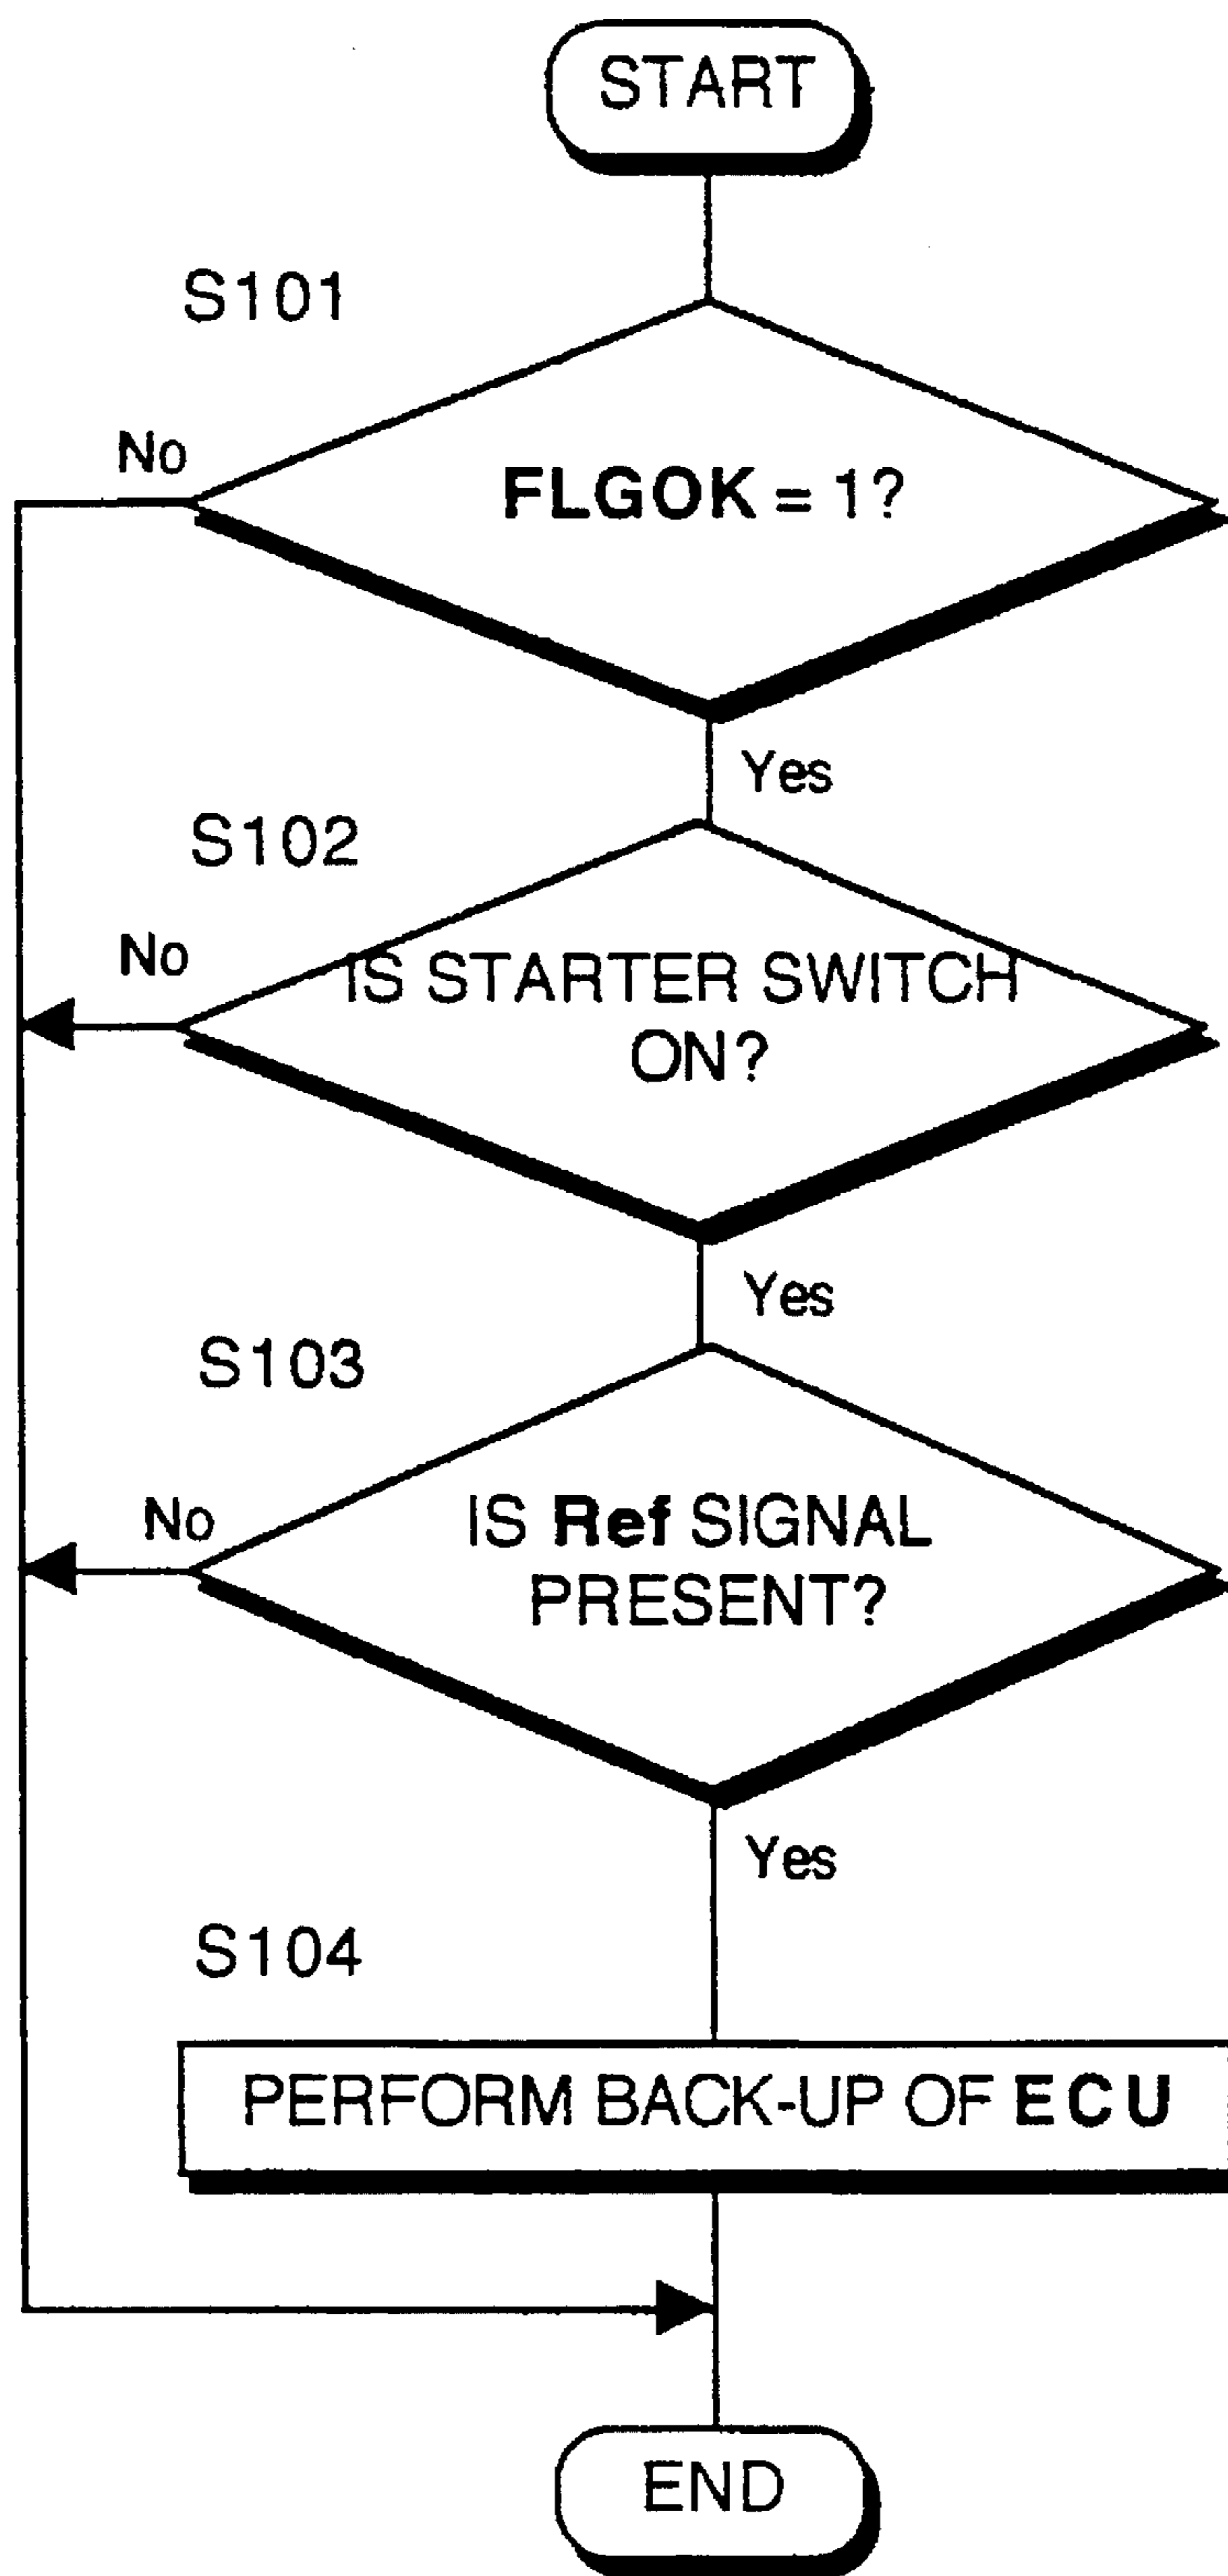 START
S101
No
FLGOK = 1?
Yes
S102
No
IS STARTER SWITCH
ON?
Yes
S103
No
IS Ref SIGNAL
PRESENT?
Yes
S104
PERFORM BACK-UP OF ECU
END